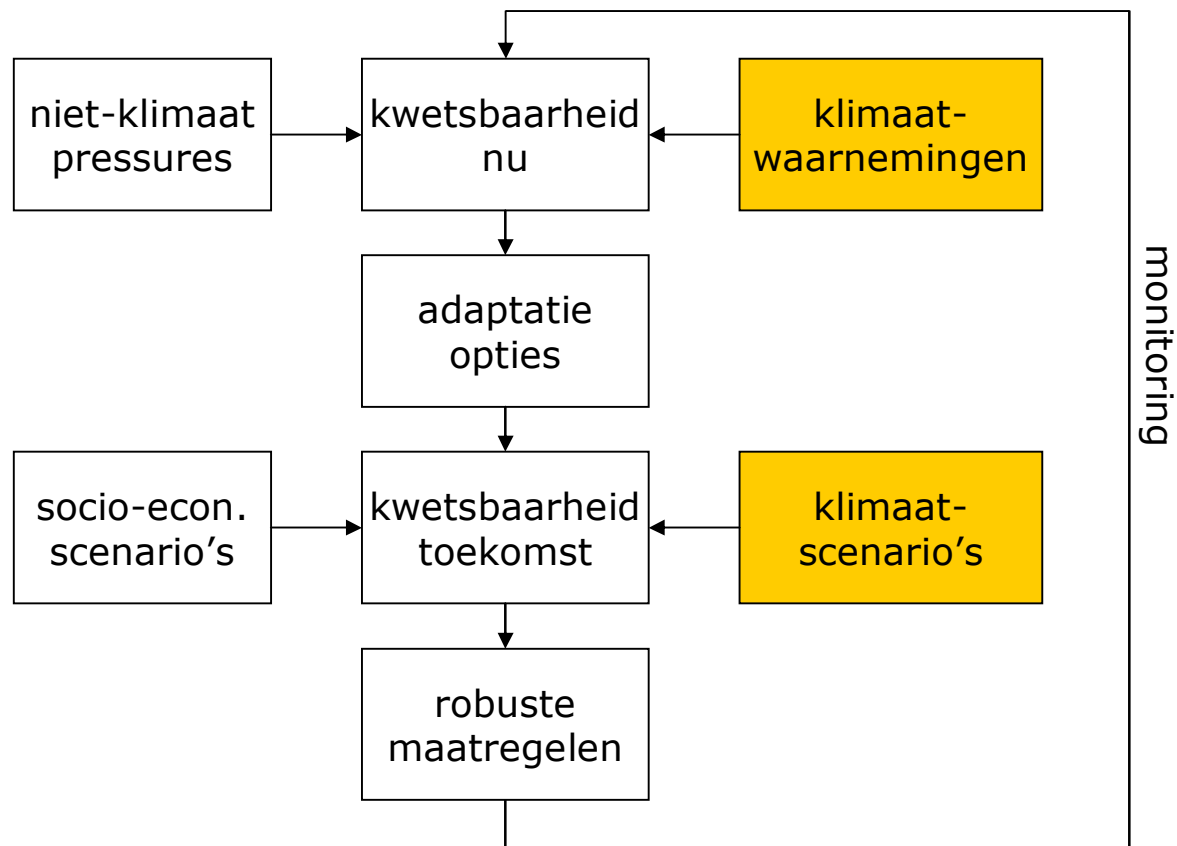 niet-klimaat
pressures
kwetsbaarheid
nu
klimaat-
waarnemingen
adaptatie
opties
socio-econ.
scenario’s
kwetsbaarheid
toekomst
klimaat-
scenario’s
robuste
maatregelen
monitoring